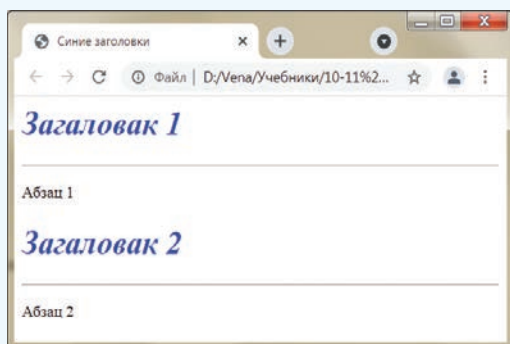 Синие заголовки
Файл | D:/Vena/Учебники/10-11%2...
Загаловак 1
Абзац 1
Загаловак 2
Абзац 2